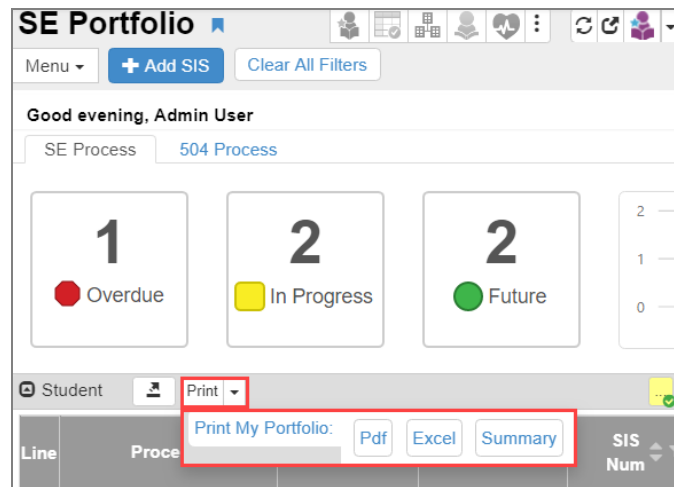 SE Portfolio
Menu
+ Add SIS
Clear All Filters
Good evening, Admin User
SE Process
504 Process
1
Overdue
2
In Progress
2
Future
2
1
0
Student
Print
Print My Portfolio:
Pdf
Excel
Summary
Line
Proce
SIS
Num